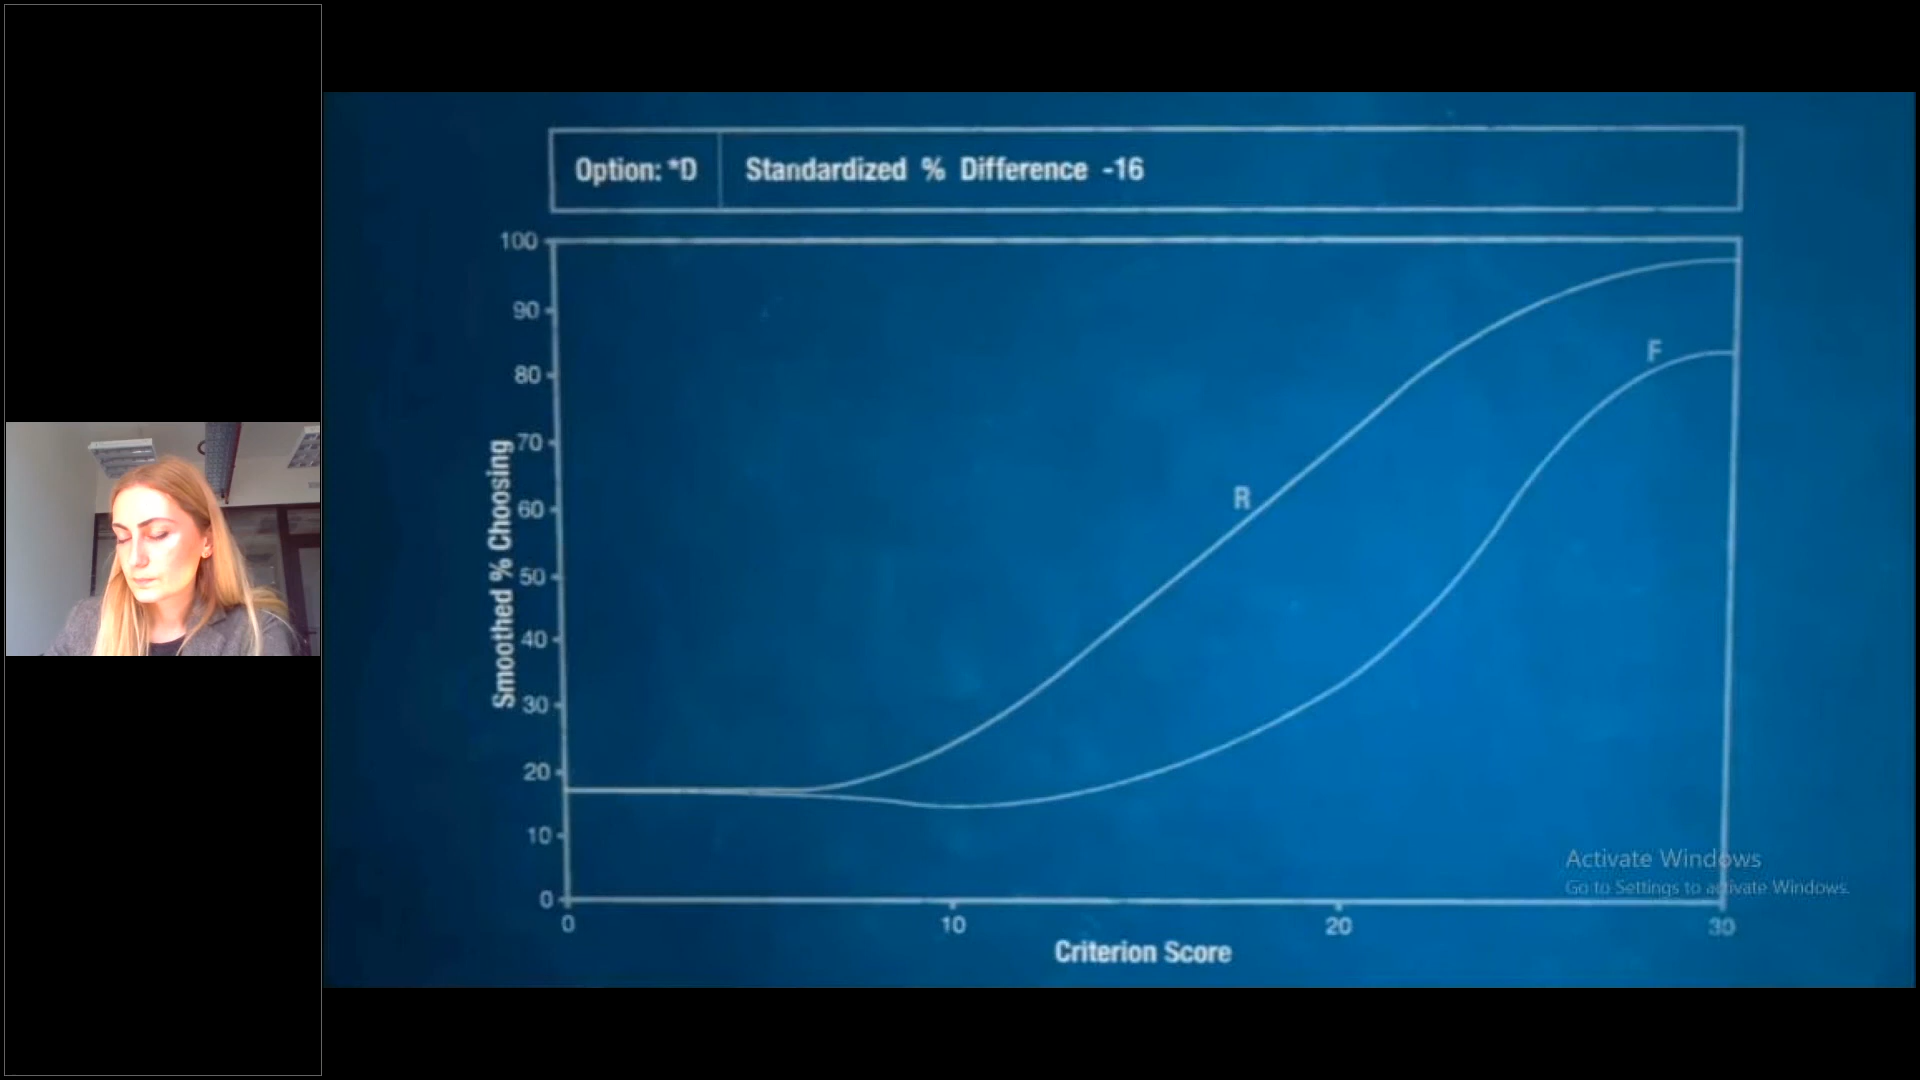 Option: *D
Standardized % Difference -16
100
90
80
70
60
50
40
30
20
10
0
Smoothed % Choosing
R
F
0
10
20
30
Criterion Score
Activate Windows
Go to Settings to activate Windows.